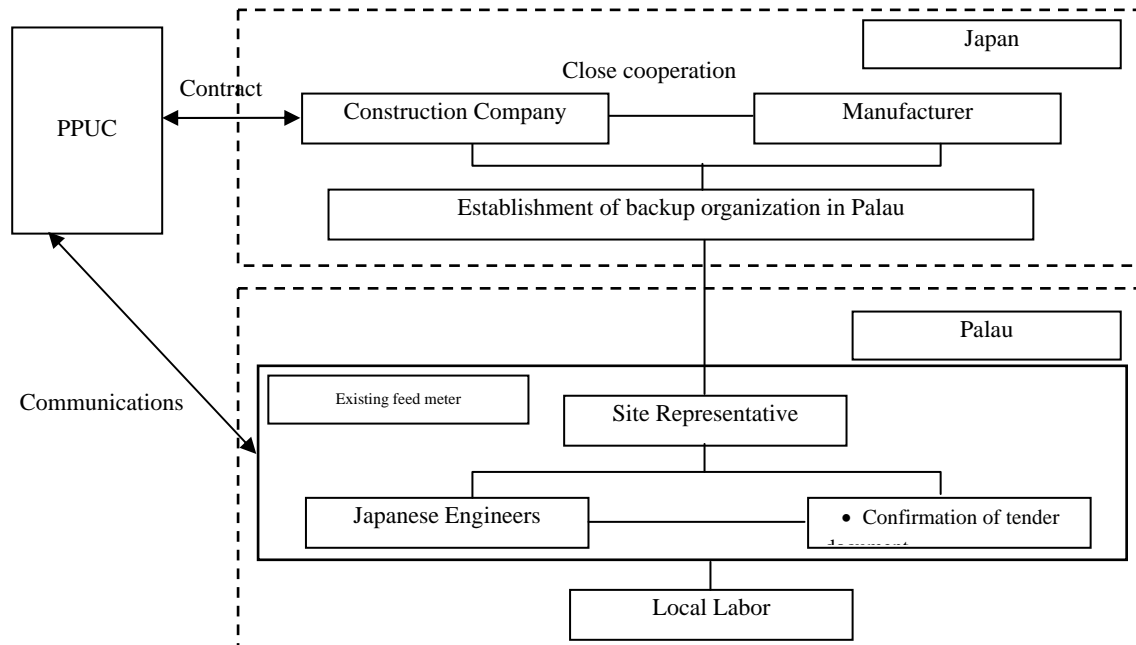 Japan
Close cooperation
Contract
PPUC
Construction Company
Manufacturer
Establishment of backup organization in Palau
Palau
Communications
Existing feed meter
Site Representative
Japanese Engineers
• Confirmation of tender
Local Labor